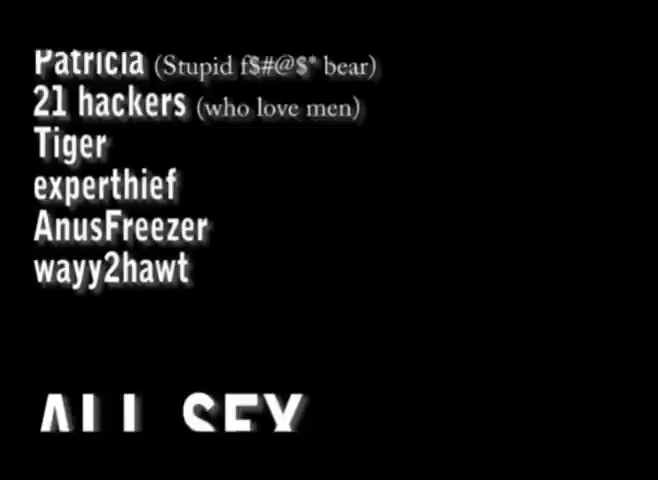 Patricia (Stupid f$#@$* bear)
21 hackers (who love men)
Tiger
experthief
AnusFreezer
wayy2hawt
ALL SEX